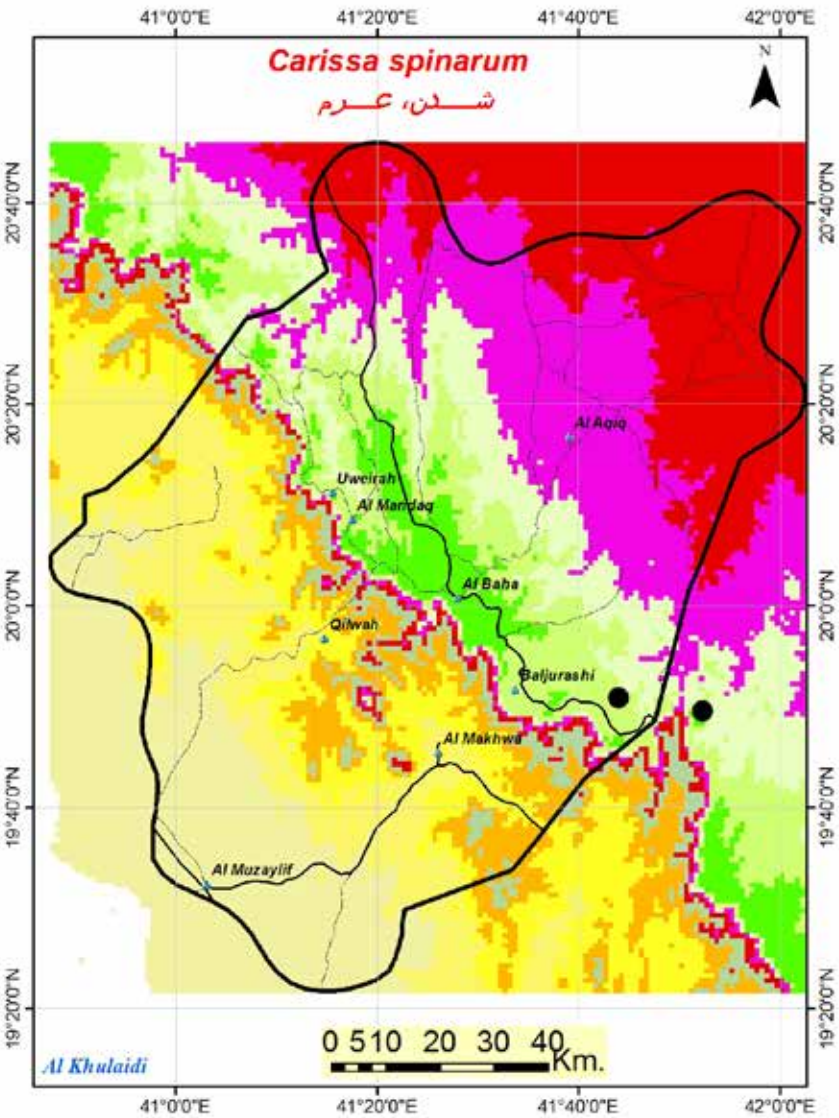 41°0'0"E 41°20'0"E 41°40'0"E 42°0'0"E
Carissa spinarum
شدن، عرم
N
20°40'0"N 20°40'0"N
20°20'0"N 20°20'0"N
Al Aqiq
Uweirah
Al Mandaq
Al Baha
20°0'0"N 20°0'0"N
Qilwah
Baljurashi
Al Makhwa
19°40'0"N 19°40'0"N
Al Muzaylif
19°20'0"N 19°20'0"N
0 5 10 20 30 40 Km.
Al Khulaidi
41°0'0"E 41°20'0"E 41°40'0"E 42°0'0"E